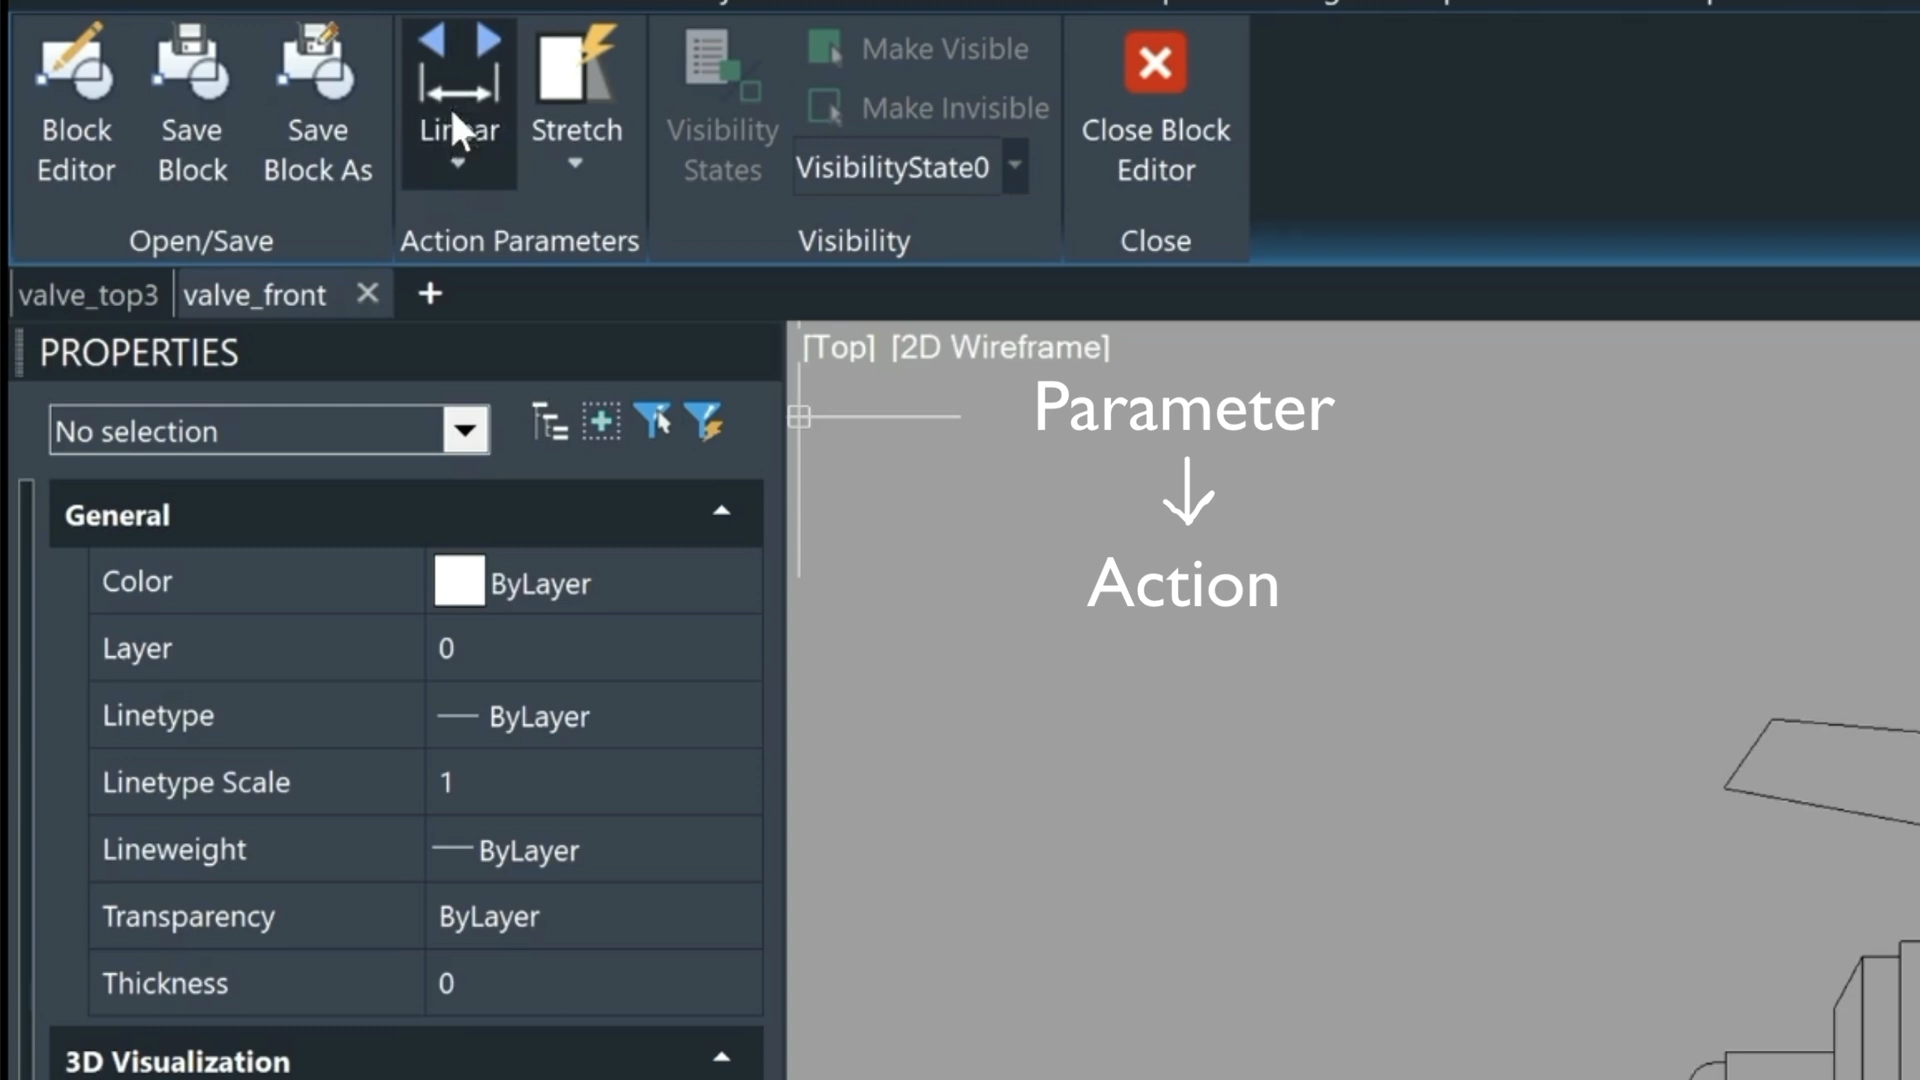 Block Editor
Save Block
Save Block As
Linear
Stretch
Visibility States
Make Visible
Make Invisible
VisibilityState0
Close Block Editor
Open/Save
Action Parameters
Visibility
Close
valve_top3
valve_front
PROPERTIES
No selection
General
Color ByLayer
Layer 0
Linetype ByLayer
Linetype Scale 1
Lineweight ByLayer
Transparency ByLayer
Thickness 0
3D Visualization
[Top] [2D Wireframe]
Parameter
Action